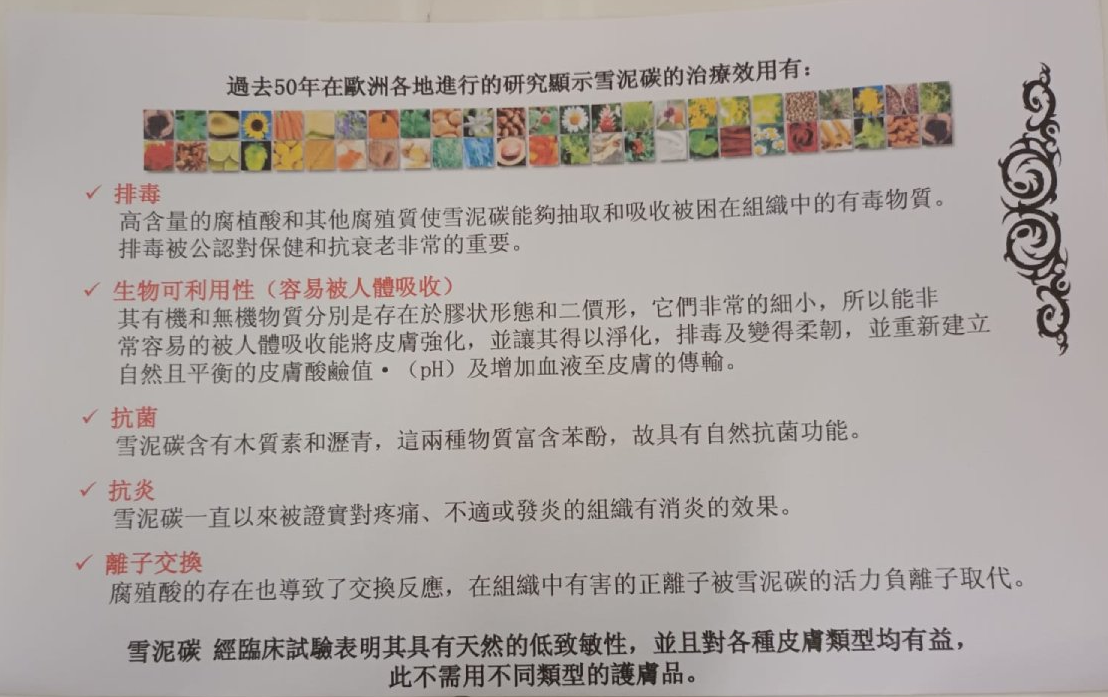 過去50年在歐洲各地進行的研究顯示雪泥碳的治療效用有：
✓ 排毒
高含量的腐植酸和其他腐殖質使雪泥碳能夠抽取和吸收被困在組織中的有毒物質。
排毒被公認對保健和抗衰老非常的重要。
✓ 生物可利用性（容易被人體吸收）
其有機和無機物質分別是存在於膠狀形態和二價形，它們非常的細小，所以能非
常容易的被人體吸收能將皮膚強化，並讓其得以淨化，排毒及變得柔韌，並重新建立
自然且平衡的皮膚酸鹼值•（pH）及增加血液至皮膚的傳輸。
✓ 抗菌
雪泥碳含有木質素和瀝青，這兩種物質富含苯酚，故具有自然抗菌功能。
✓ 抗炎
雪泥碳一直以來被證實對疼痛、不適或發炎的組織有消炎的效果。
✓ 離子交換
腐殖酸的存在也導致了交換反應，在組織中有害的正離子被雪泥碳的活力負離子取代。
雪泥碳 經臨床試驗表明其具有天然的低致敏性，並且對各種皮膚類型均有益，
此不需用不同類型的護膚品。